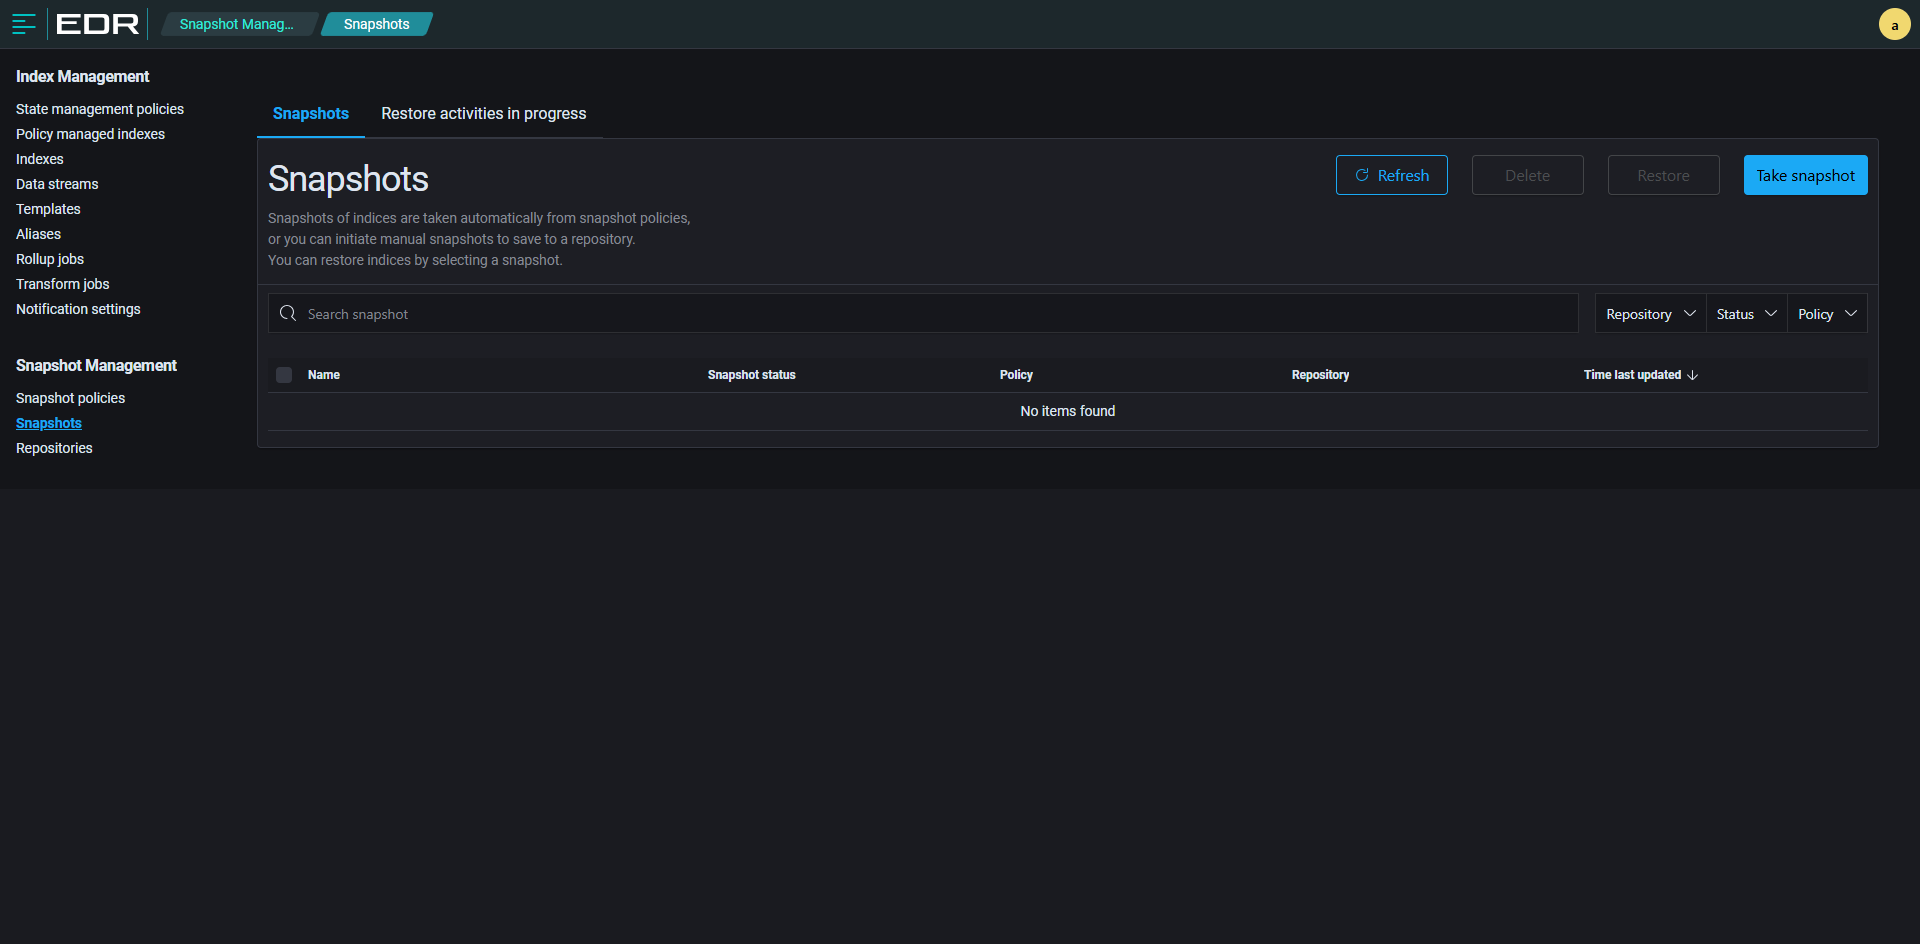 EDR
Snapshot Manag...
Snapshots
a
Index Management
State management policies
Policy managed indexes
Indexes
Data streams
Templates
Aliases
Rollup jobs
Transform jobs
Notification settings
Snapshot Management
Snapshot policies
Snapshots
Repositories
Snapshots
Restore activities in progress
Snapshots
Snapshots of indices are taken automatically from snapshot policies,
or you can initiate manual snapshots to save to a repository.
You can restore indices by selecting a snapshot.
Refresh
Delete
Restore
Take snapshot
Search snapshot
Repository
Status
Policy
Name
Snapshot status
Policy
Repository
Time last updated
No items found